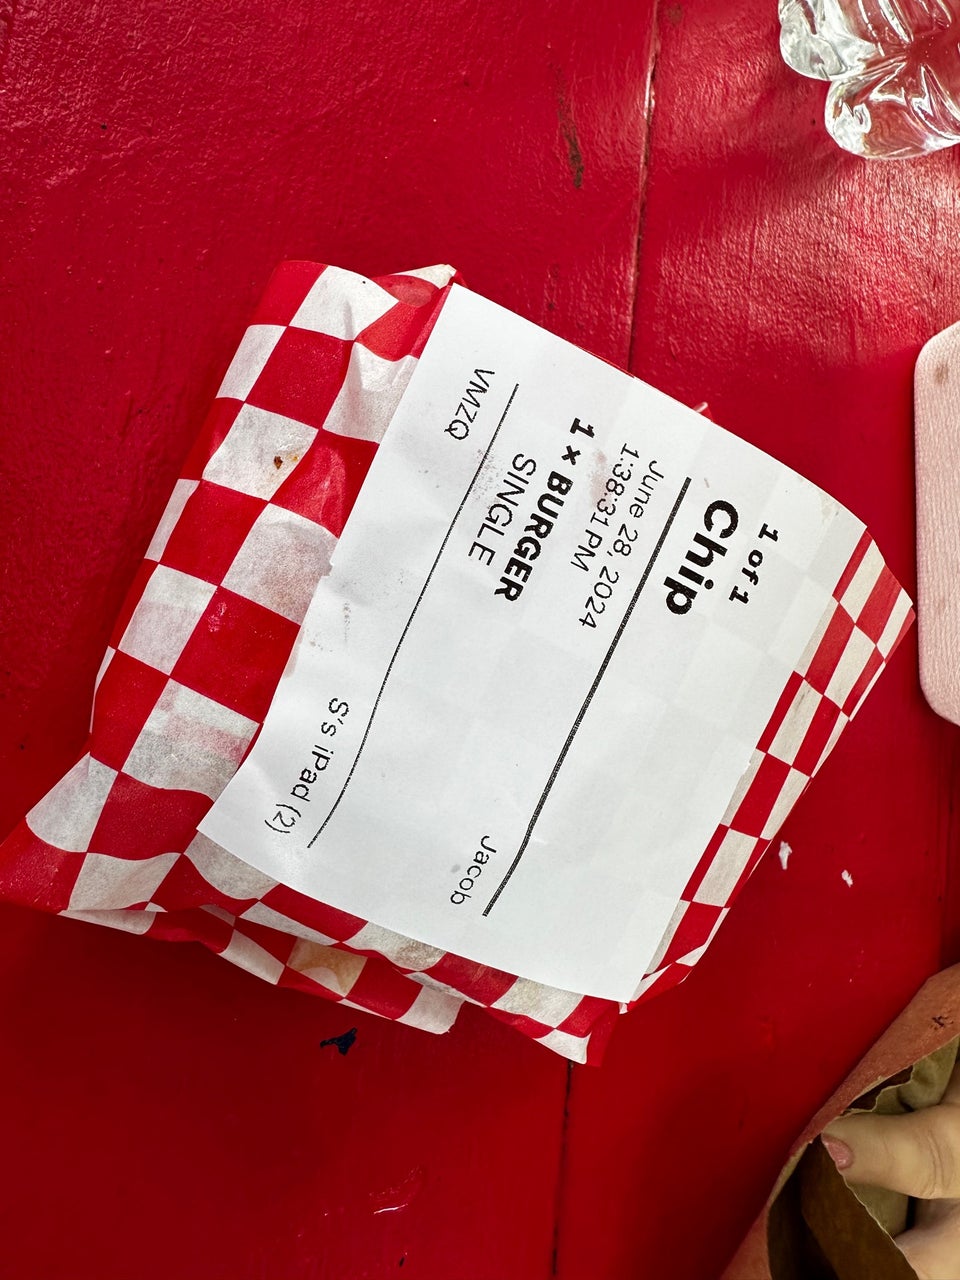 1 of 1
Chip
June 28, 2024 Jacob
1:38:31 PM
1 × BURGER
SINGLE
VMZQ S's iPad (2)